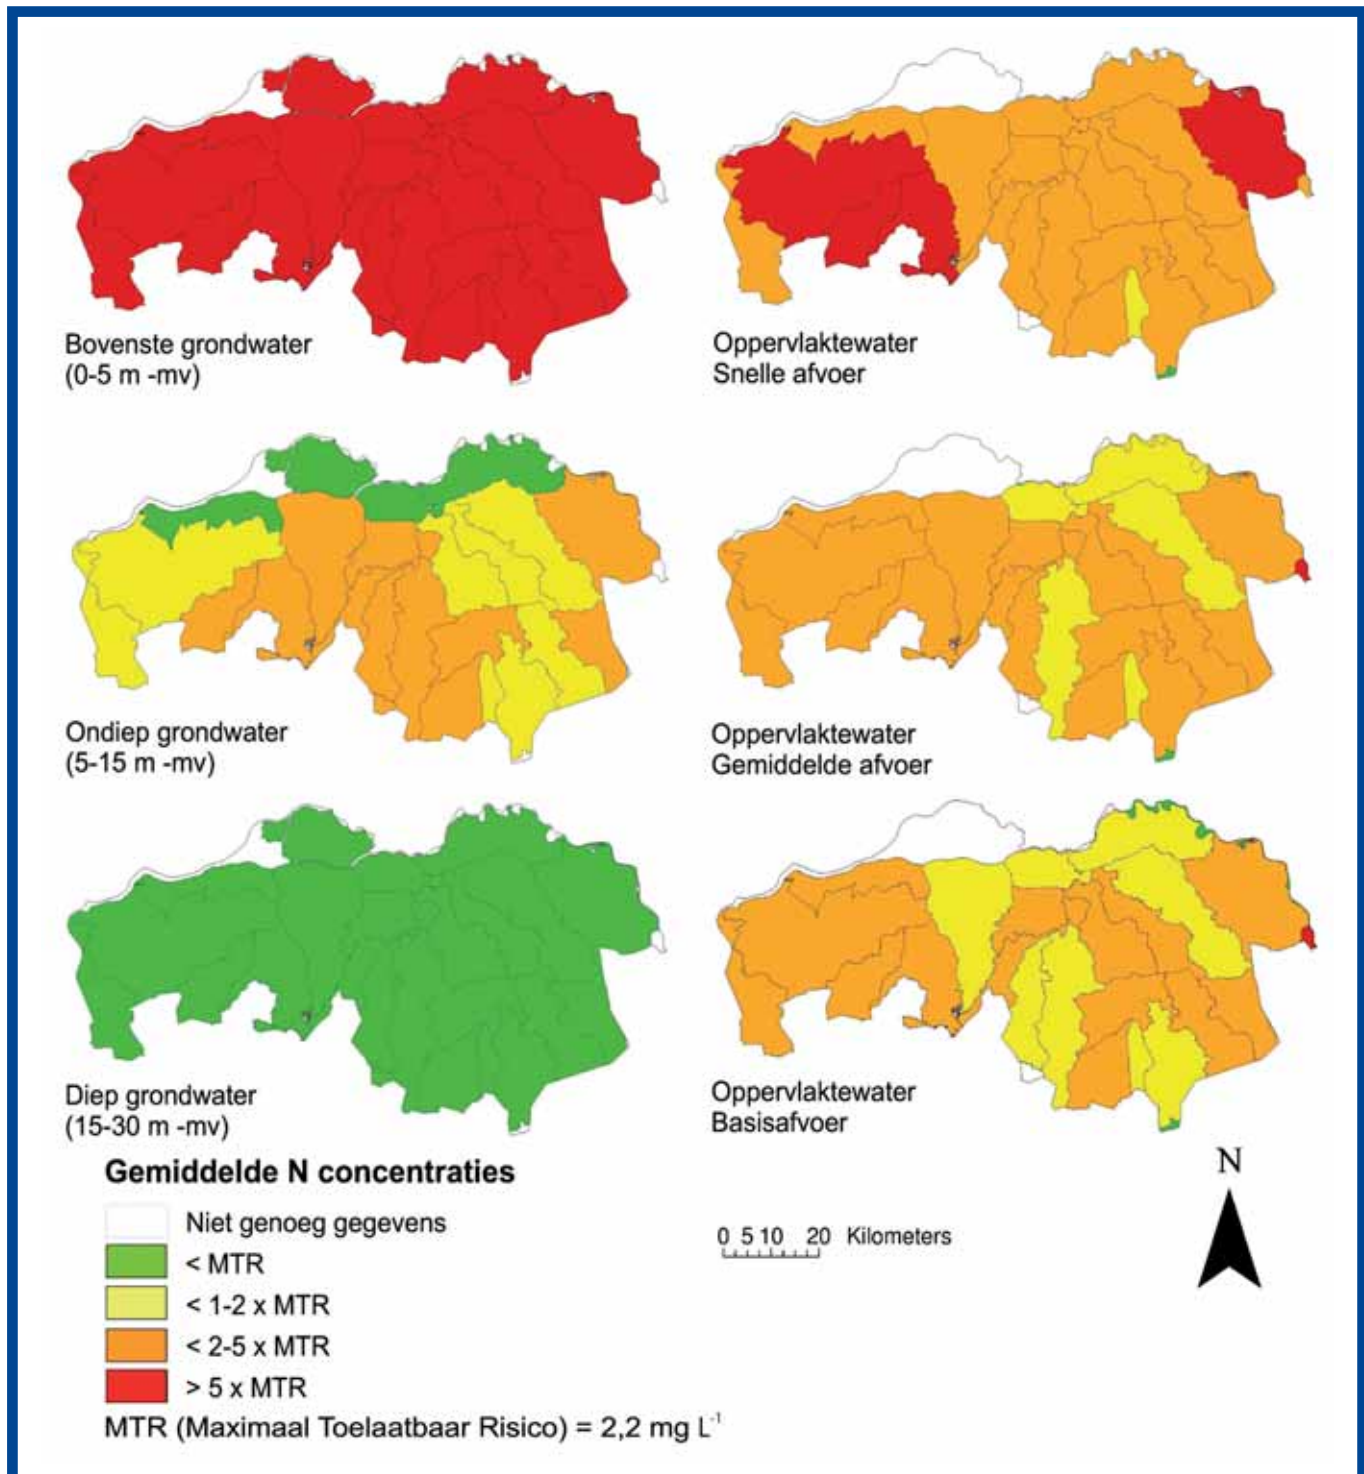 Bovenste grondwater
(0-5 m -mv)
Oppervlaktewater
Snelle afvoer
Ondiep grondwater
(5-15 m -mv)
Oppervlaktewater
Gemiddelde afvoer
Diep grondwater
(15-30 m -mv)
Oppervlaktewater
Basisafvoer
Gemiddelde N concentraties
Niet genoeg gegevens
< MTR
< 1-2 x MTR
< 2-5 x MTR
> 5 x MTR
MTR (Maximaal Toelaatbaar Risico) = 2,2 mg L⁻¹
0 5 10 20 Kilometers
N